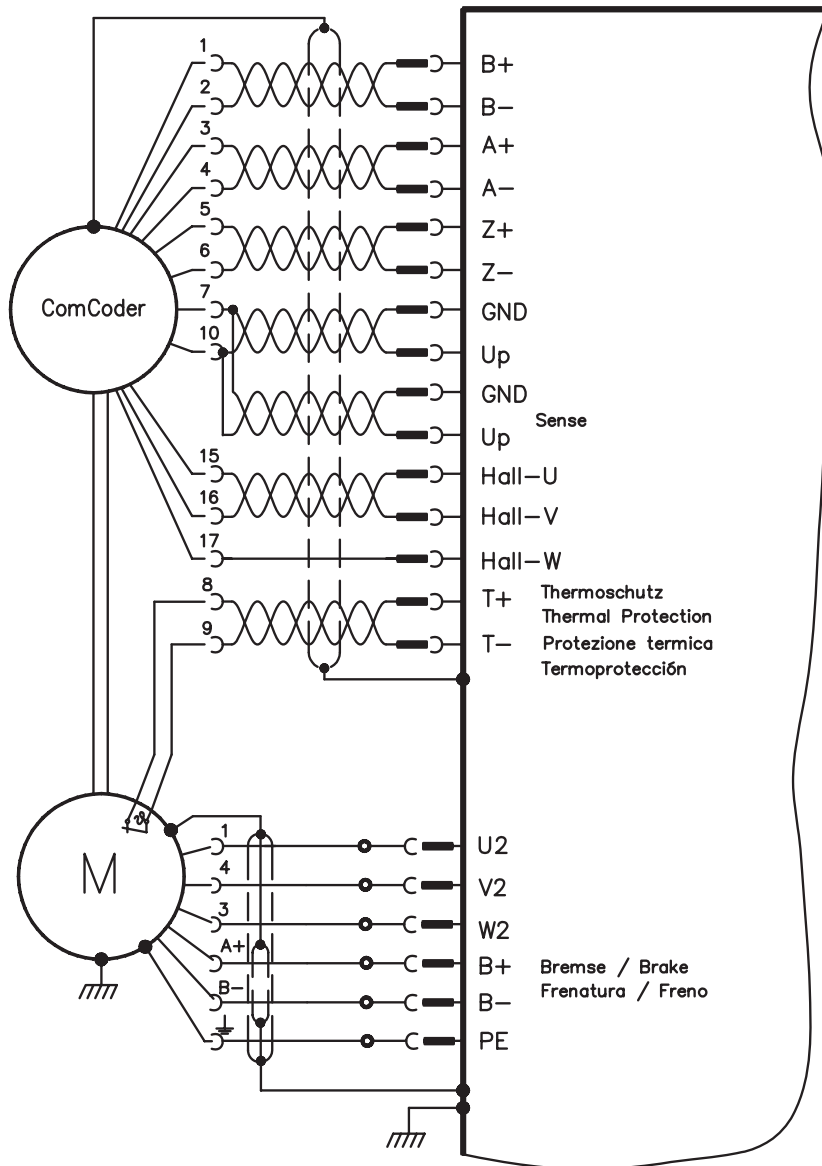 1 B+
2 B−
3 A+
4 A−
5 Z+
6 Z−
ComCoder
7 GND
10 Up
GND
Up Sense
15 Hall−U
16 Hall−V
17 Hall−W
8 T+ Thermoschutz
Thermal Protection
9 T− Protezione termica
Termoprotección
ϑ
M
1 U2
4 V2
3 W2
A+ B+ Bremse / Brake
B− B− Frenatura / Freno
PE